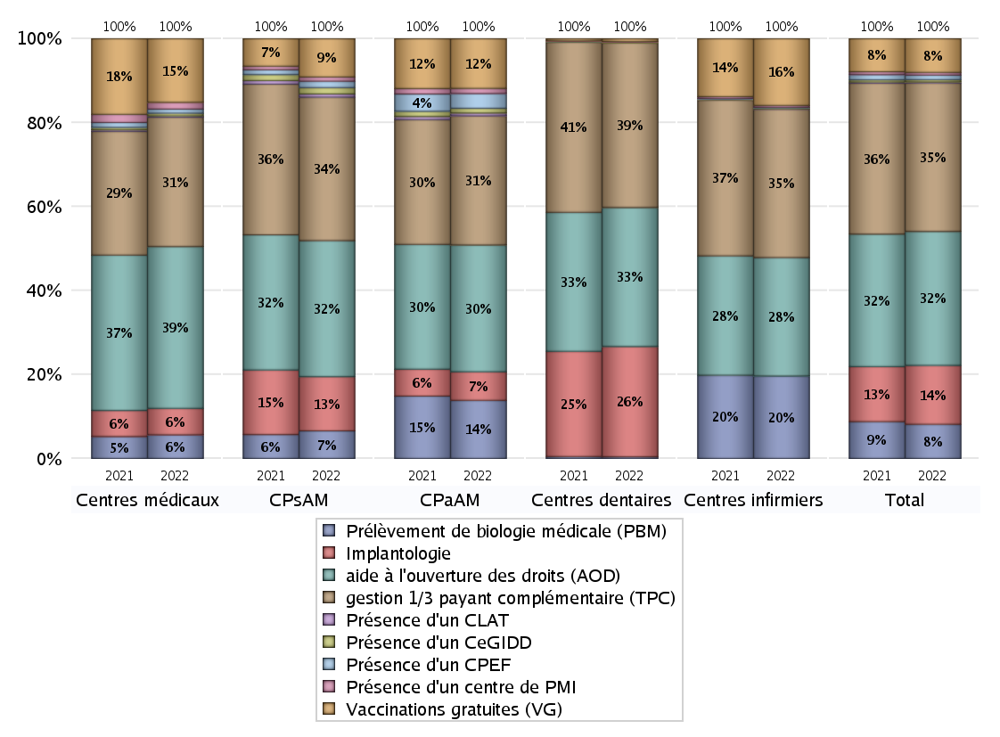 100% 100% 100% 100% 100% 100% 100% 100% 100% 100% 100% 100%
100%
80%
60%
40%
20%
0%
18% 15% 7% 9% 12% 12% 14% 16% 8% 8%
4%
29% 31% 36% 34% 30% 31% 41% 39% 37% 35% 36% 35%
37% 39% 32% 32% 30% 30% 33% 33% 28% 28% 32% 32%
6% 6% 15% 13% 6% 7% 25% 26% 13% 14%
5% 6% 6% 7% 15% 14% 20% 20% 9% 8%
2021 2022 2021 2022 2021 2022 2021 2022 2021 2022 2021 2022
Centres médicaux CPsAM CPaAM Centres dentaires Centres infirmiers Total
Prélèvement de biologie médicale (PBM)
Implantologie
aide à l'ouverture des droits (AOD)
gestion 1/3 payant complémentaire (TPC)
Présence d'un CLAT
Présence d'un CeGIDD
Présence d'un CPEF
Présence d'un centre de PMI
Vaccinations gratuites (VG)